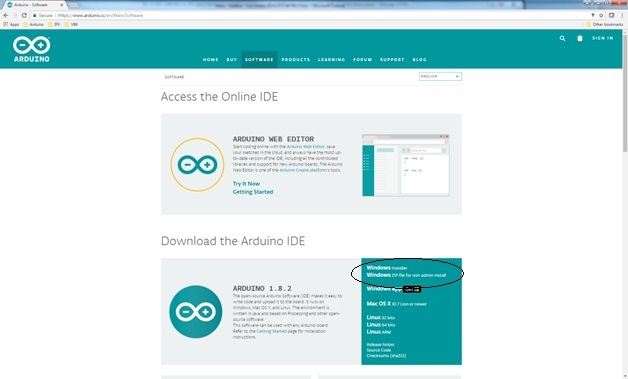 Arduino - Software
Secure https://www.arduino.cc/en/Main/Software
Apps Arduino
Other bookmarks
ARDUINO
SIGN IN
HOME BUY SOFTWARE PRODUCTS LEARNING FORUM SUPPORT BLOG
SOFTWARE
ENGLISH
Access the Online IDE
ARDUINO WEB EDITOR
Start coding online with the Arduino Web Editor, save
your sketches in the cloud, and always have the most up-
to-date version of the IDE, including all the contributed
libraries and support for new Arduino boards. The Arduino
Web Editor is one of the Arduino Create platform's tools.
Try It Now
Getting Started
Download the Arduino IDE
ARDUINO 1.8.2
The open-source Arduino Software (IDE) makes it easy to
write code and upload it to the board. It runs on
Windows, Mac OS X, and Linux. The environment is
written in Java and based on Processing and other open-
source software.
This software can be used with any Arduino board.
Refer to the Getting Started page for installation
instructions.
Windows Installer
Windows ZIP file for non admin install
Windows
Mac OS X 10.7 Lion or newer
Linux 32 bits
Linux 64 bits
Linux ARM
Release Notes
Source Code
Checksums (sha512)